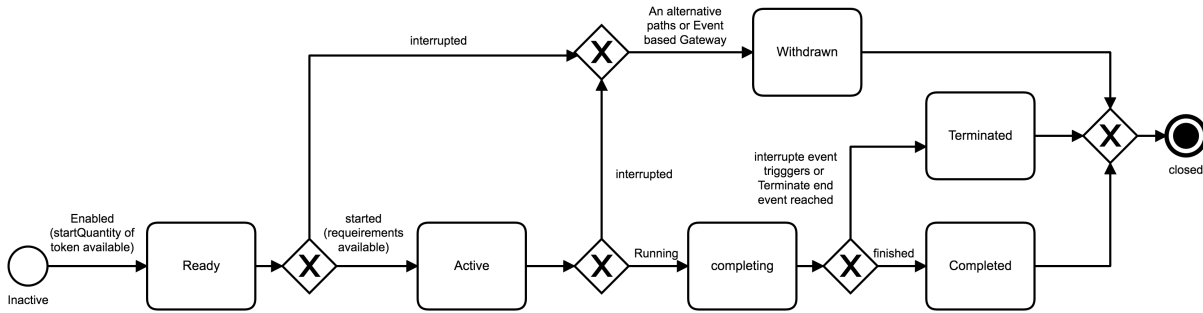 An alternative
paths or Event
based Gateway
interrupted
Withdrawn
Terminated
closed
interrupte event
trigggers or
Terminate end
event reached
interrupted
Enabled
(startQuantity of
token available)
started
(requeirements
available)
Inactive
Ready
Active
Running
completing
finished
Completed